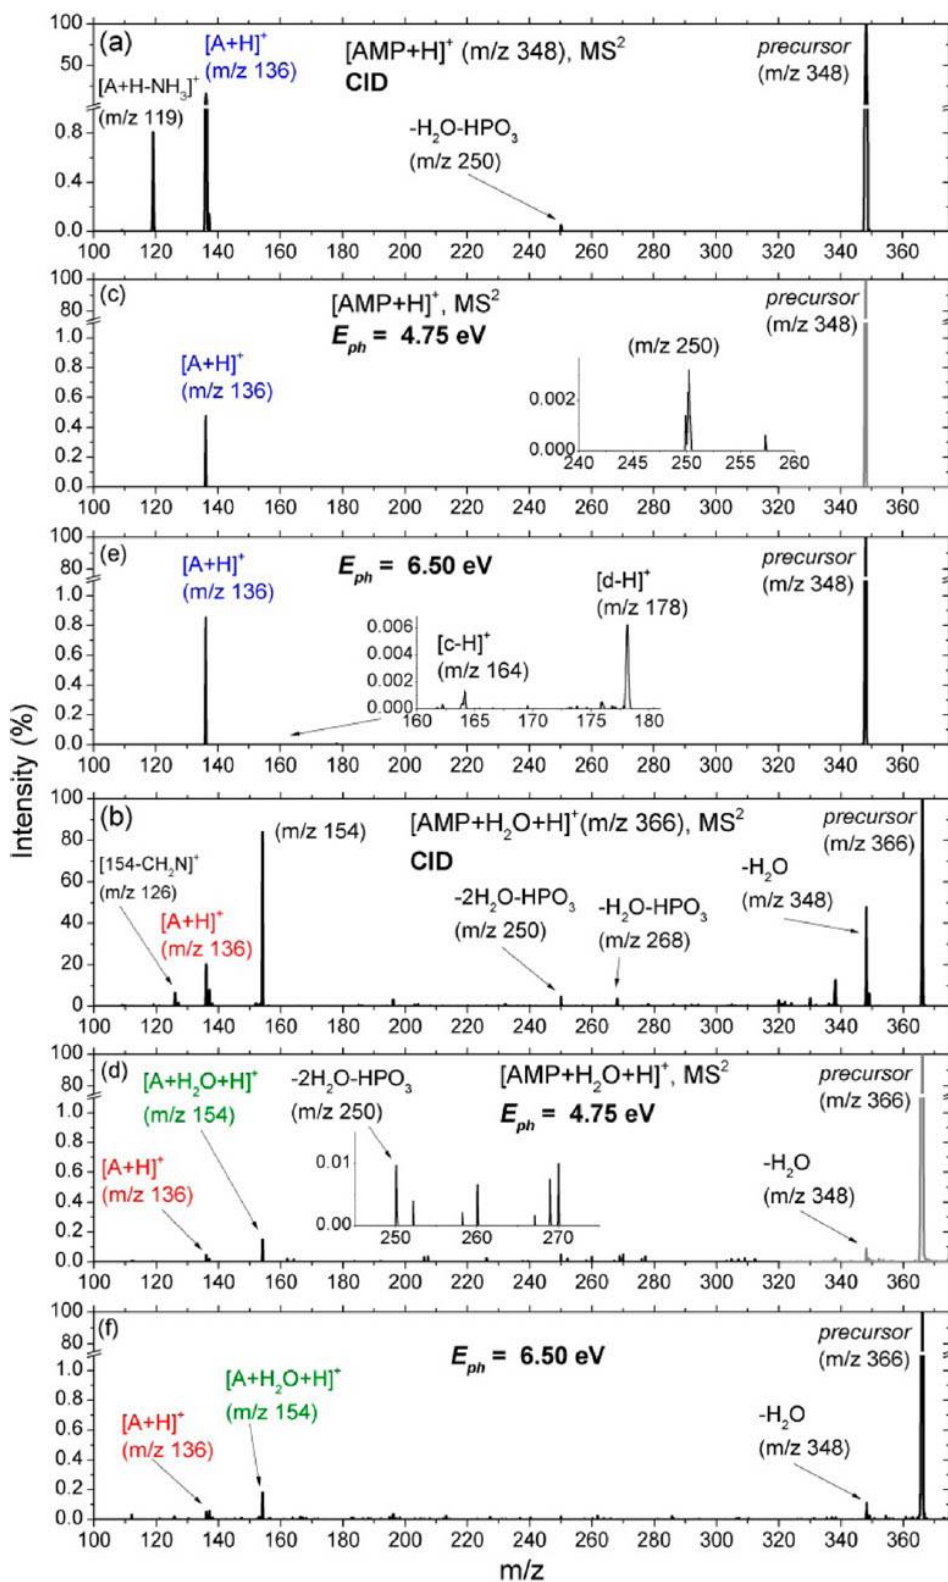 (a)
[A+H]⁺
(m/z 136)
[A+H-NH₃]⁺
(m/z 119)
[AMP+H]⁺ (m/z 348), MS²
CID
-H₂O-HPO₃
(m/z 250)
precursor
(m/z 348)
100
50
0.8
0.4
0.0
100 120 140 160 180 200 220 240 260 280 300 320 340 360
(c)
[AMP+H]⁺, MS²
E_ph = 4.75 eV
[A+H]⁺
(m/z 136)
(m/z 250)
0.002
0.000
240 245 250 255 260
precursor
(m/z 348)
100
80
1.0
0.8
0.6
0.4
0.2
0.0
100 120 140 160 180 200 220 240 260 280 300 320 340 360
(e)
[A+H]⁺
(m/z 136)
E_ph = 6.50 eV
[c-H]⁺
(m/z 164)
[d-H]⁺
(m/z 178)
0.006
0.004
0.002
0.000
160 165 170 175 180
precursor
(m/z 348)
100
80
1.0
0.8
0.6
0.4
0.2
0.0
100 120 140 160 180 200 220 240 260 280 300 320 340 360
Intensity (%)
(b)
(m/z 154)
[154-CH₂N]⁺
(m/z 126)
[A+H]⁺
(m/z 136)
[AMP+H₂O+H]⁺(m/z 366), MS²
CID
-2H₂O-HPO₃
(m/z 250)
-H₂O-HPO₃
(m/z 268)
-H₂O
(m/z 348)
precursor
(m/z 366)
100
80
60
40
20
0
100 120 140 160 180 200 220 240 260 280 300 320 340 360
(d)
[A+H₂O+H]⁺
(m/z 154)
[A+H]⁺
(m/z 136)
-2H₂O-HPO₃
(m/z 250)
0.01
0.00
250 260 270
[AMP+H₂O+H]⁺, MS²
E_ph = 4.75 eV
-H₂O
(m/z 348)
precursor
(m/z 366)
100
80
1.0
0.8
0.6
0.4
0.2
0.0
100 120 140 160 180 200 220 240 260 280 300 320 340 360
(f)
[A+H₂O+H]⁺
(m/z 154)
[A+H]⁺
(m/z 136)
E_ph = 6.50 eV
-H₂O
(m/z 348)
precursor
(m/z 366)
100
80
1.0
0.8
0.6
0.4
0.2
0.0
100 120 140 160 180 200 220 240 260 280 300 320 340 360
m/z